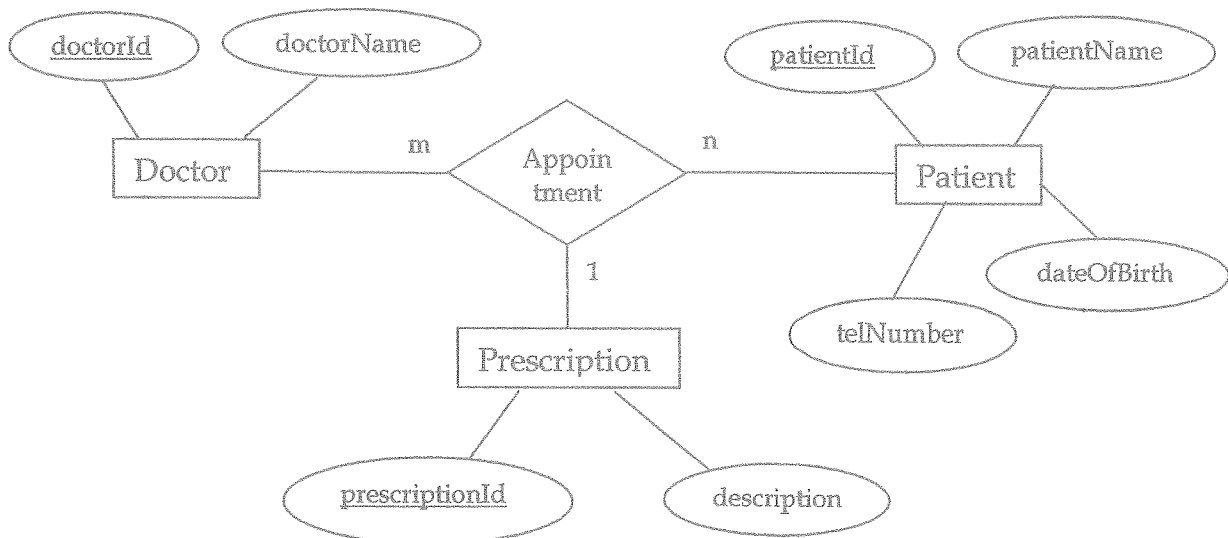 doctorId
doctorName
patientId
patientName
Doctor
m
Appoin
tment
n
Patient
1
dateOfBirth
telNumber
Prescription
prescriptionId
description